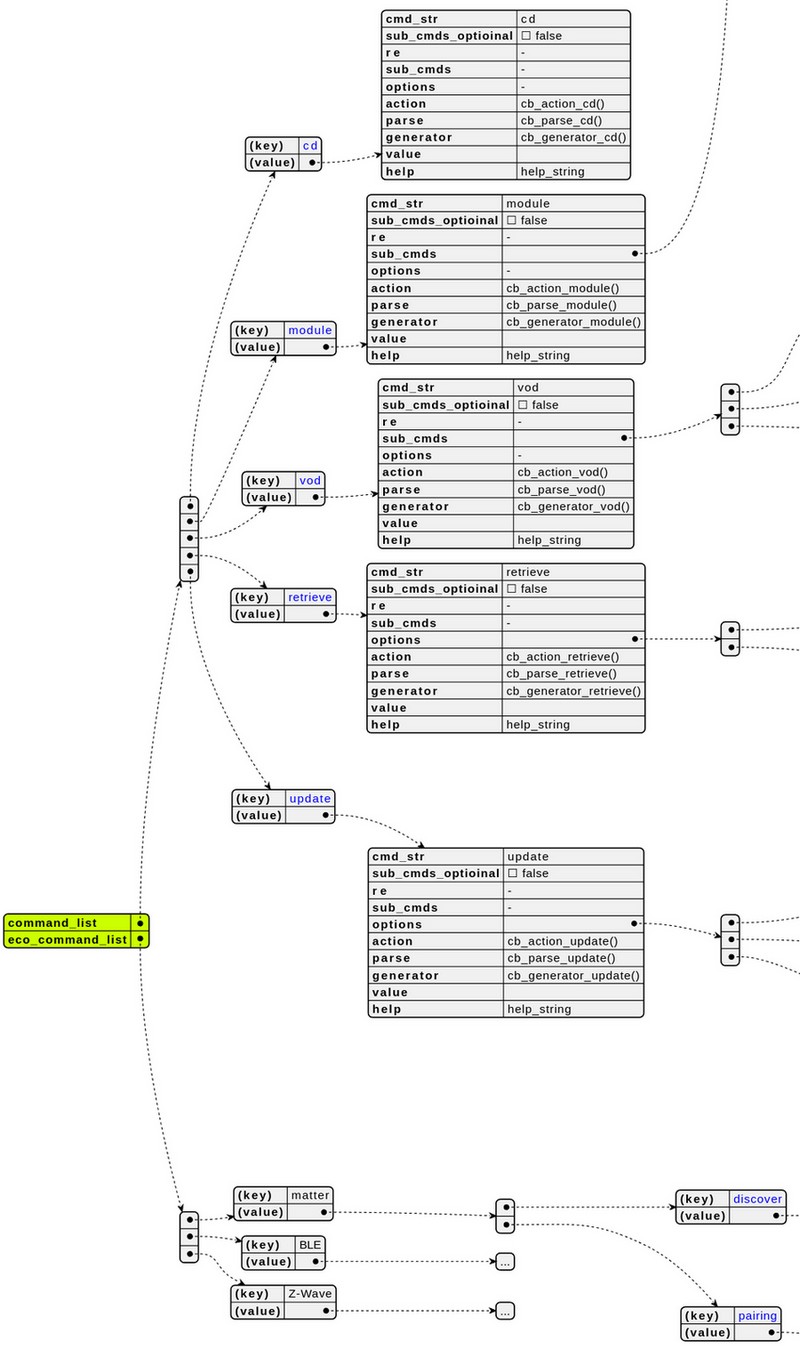 cmd_str cd
sub_cmds_optioinal ☐ false
re -
sub_cmds -
options -
action cb_action_cd()
parse cb_parse_cd()
generator cb_generator_cd()
value
help help_string
(key) cd
(value)
cmd_str module
sub_cmds_optioinal ☐ false
re -
sub_cmds
options -
action cb_action_module()
parse cb_parse_module()
generator cb_generator_module()
value
help help_string
(key) module
(value)
cmd_str vod
sub_cmds_optioinal ☐ false
re -
sub_cmds
options -
action cb_action_vod()
parse cb_parse_vod()
generator cb_generator_vod()
value
help help_string
(key) vod
(value)
cmd_str retrieve
sub_cmds_optioinal ☐ false
re -
sub_cmds -
options
action cb_action_retrieve()
parse cb_parse_retrieve()
generator cb_generator_retrieve()
value
help help_string
(key) retrieve
(value)
(key) update
(value)
cmd_str update
sub_cmds_optioinal ☐ false
re -
sub_cmds -
options
action cb_action_update()
parse cb_parse_update()
generator cb_generator_update()
value
help help_string
command_list
eco_command_list
(key) matter
(value)
(key) discover
(value)
(key) BLE
(value)
...
(key) Z-Wave
(value)
...
(key) pairing
(value)